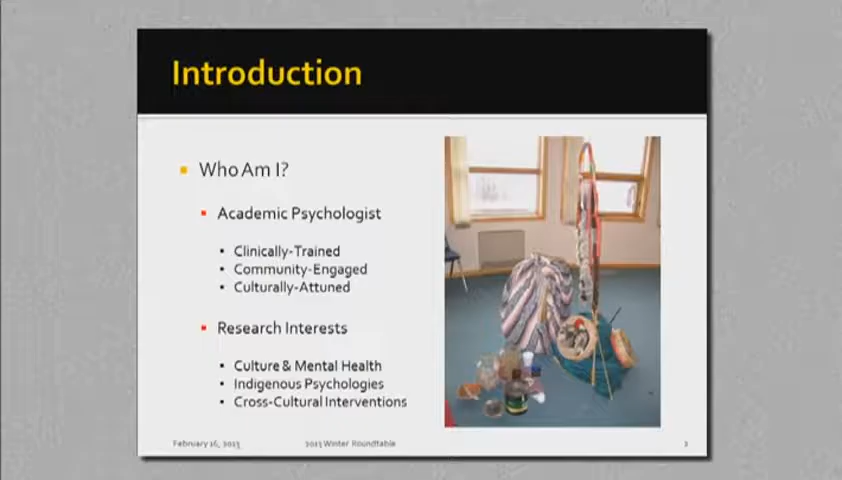 Introduction
Who Am I?
Academic Psychologist
Clinically-Trained
Community-Engaged
Culturally-Attuned
Research Interests
Culture & Mental Health
Indigenous Psychologies
Cross-Cultural Interventions
February 16, 2013 2013 Winter Roundtable 2